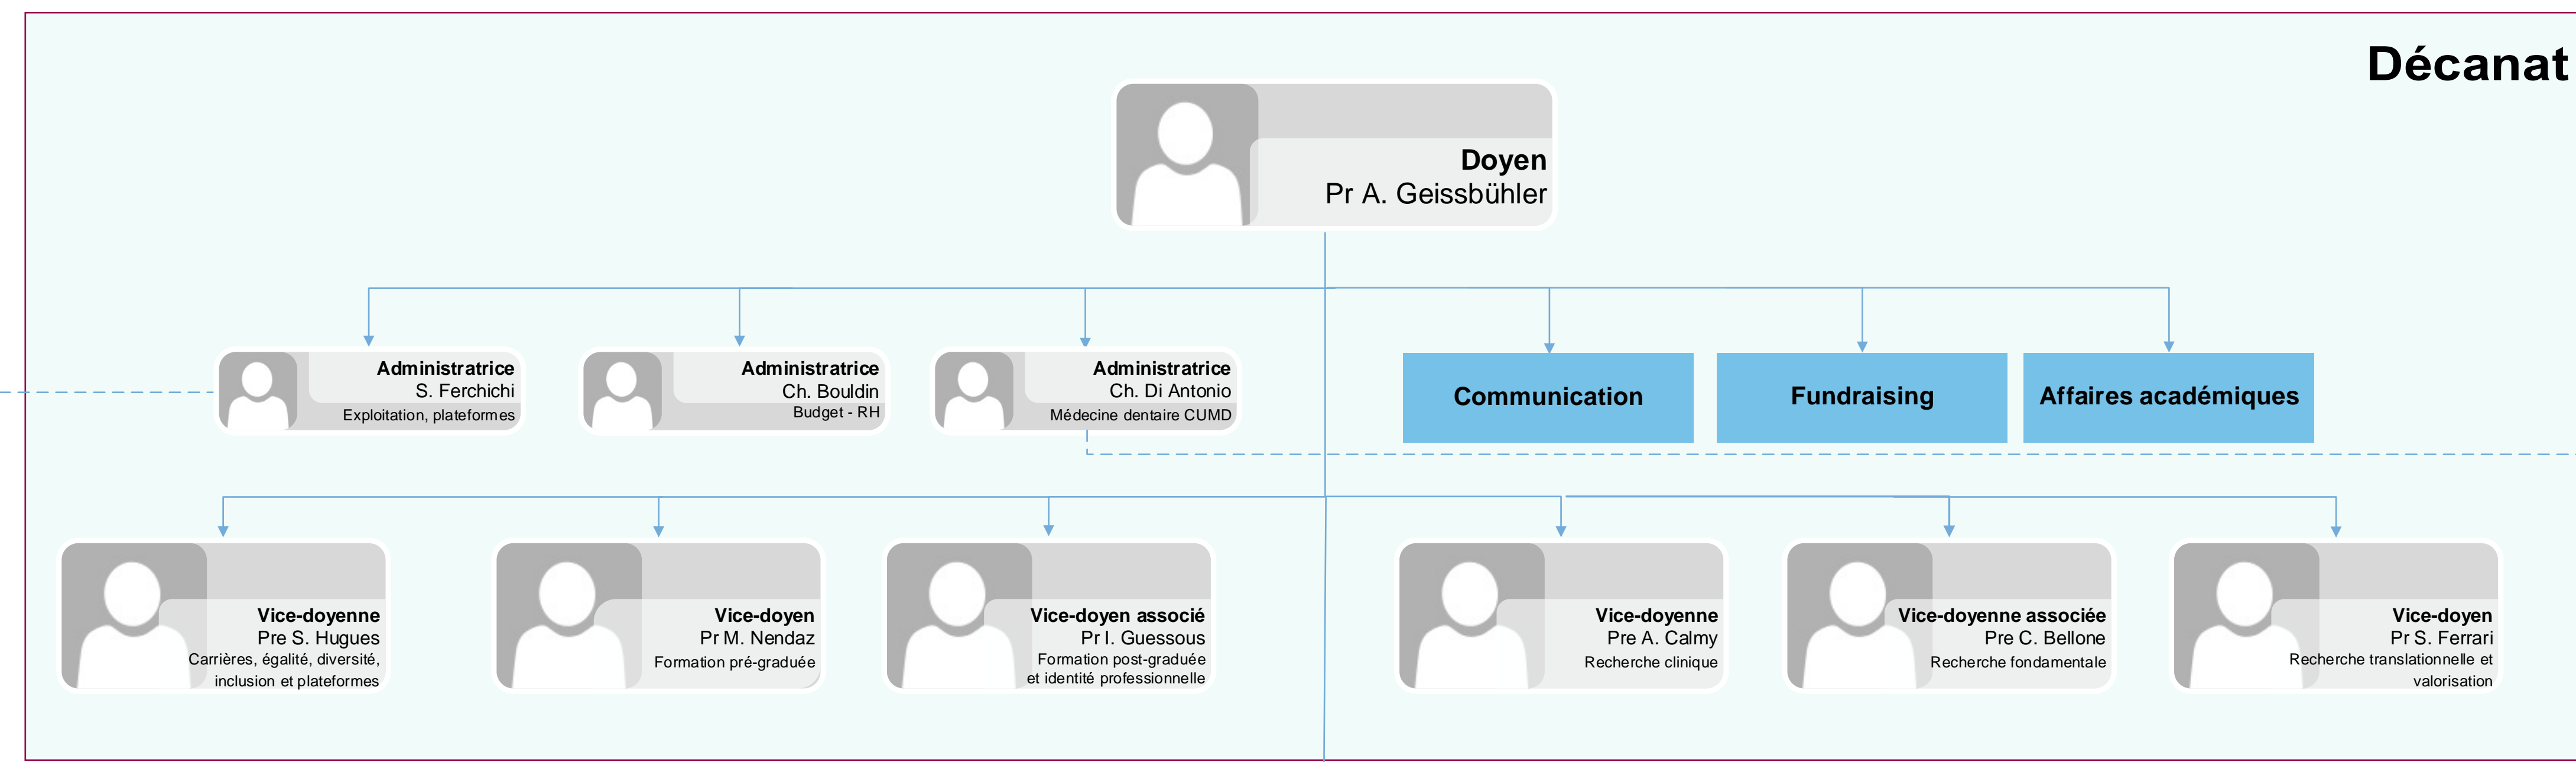 Décanat
Doyen
Pr A. Geissbühler
Administratrice
S. Ferchichi
Exploitation, plateformes
Administratrice
Ch. Bouldin
Budget - RH
Administratrice
Ch. Di Antonio
Médecine dentaire CUMD
Communication
Fundraising
Affaires académiques
Vice-doyenne
Pre S. Hugues
Carrières, égalité, diversité,
inclusion et plateformes
Vice-doyen
Pr M. Nendaz
Formation pré-graduée
Vice-doyen associé
Pr I. Guessous
Formation post-graduée
et identité professionnelle
Vice-doyenne
Pre A. Calmy
Recherche clinique
Vice-doyenne associée
Pre C. Bellone
Recherche fondamentale
Vice-doyen
Pr S. Ferrari
Recherche translationnelle et
valorisation